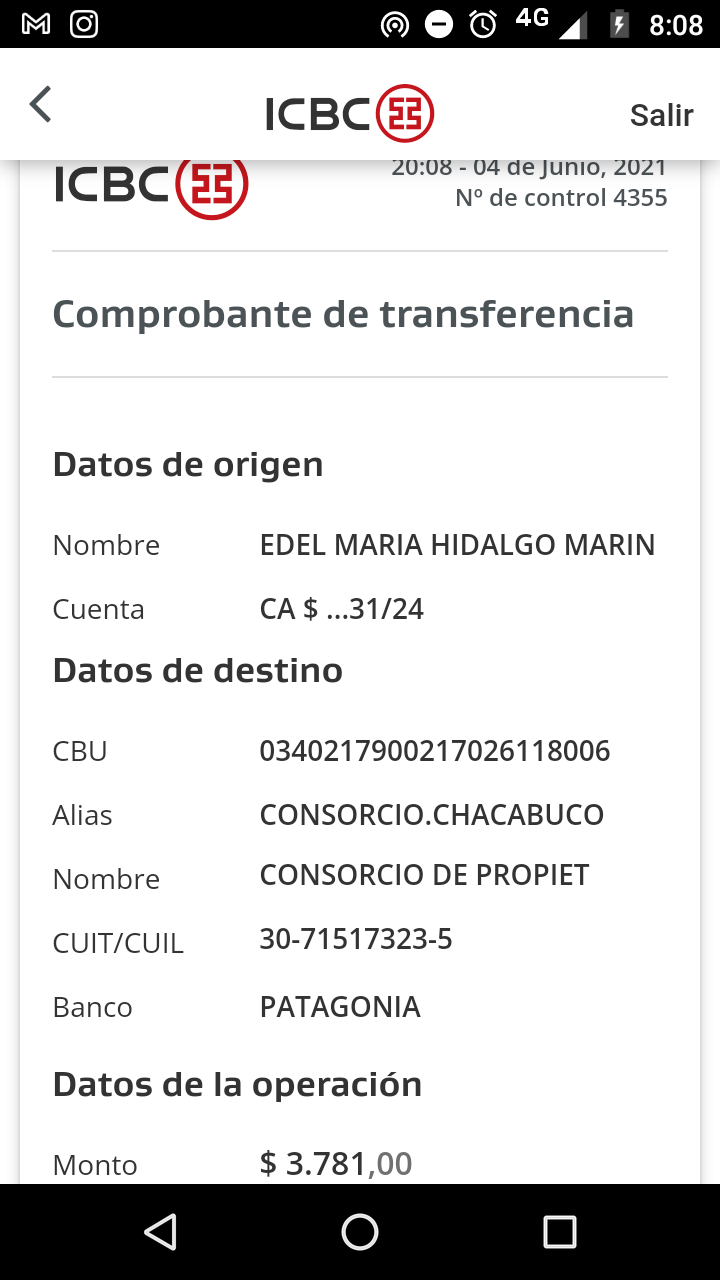 4G 8:08
ICBC Salir
ICBC 20:08 - 04 de Junio, 2021
Nº de control 4355
Comprobante de transferencia
Datos de origen
Nombre EDEL MARIA HIDALGO MARIN
Cuenta CA $ ...31/24
Datos de destino
CBU 0340217900217026118006
Alias CONSORCIO.CHACABUCO
Nombre CONSORCIO DE PROPIET
CUIT/CUIL 30-71517323-5
Banco PATAGONIA
Datos de la operación
Monto $ 3.781,00